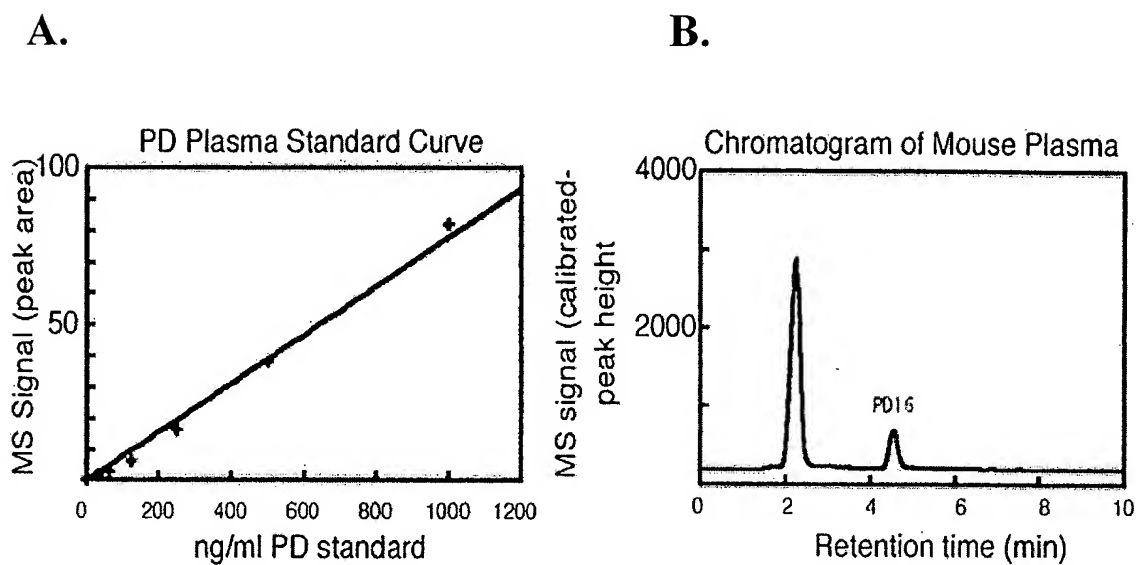 A.
B.
PD Plasma Standard Curve
MS Signal (peak area)
100
50
0
200
400
600
800
1000
1200
ng/ml PD standard
Chromatogram of Mouse Plasma
MS signal (calibrated-
peak height
4000
2000
PD16
0
2
4
6
8
10
Retention time (min)